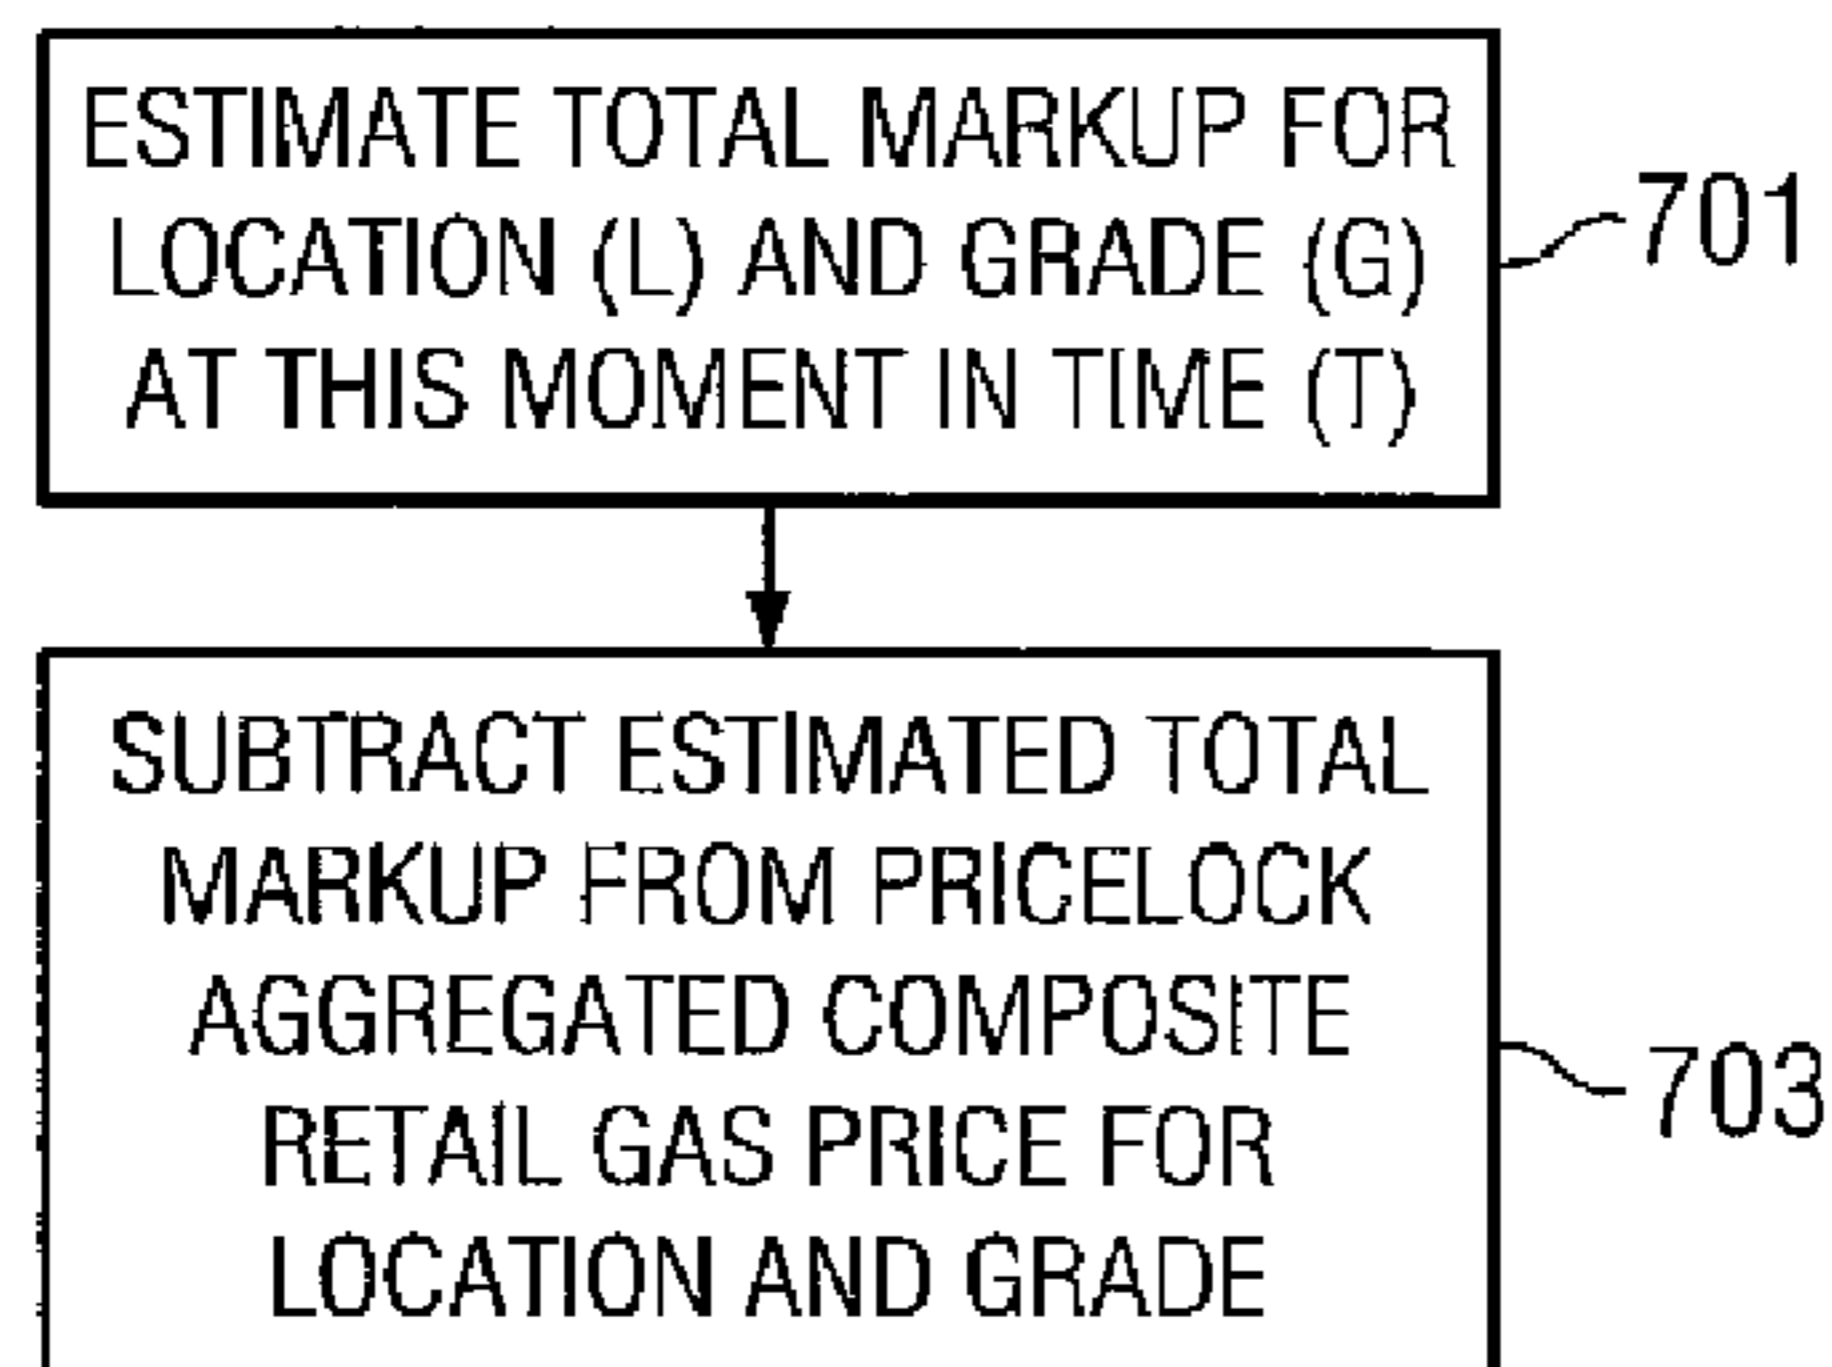 ESTIMATE TOTAL MARKUP FOR
LOCATION (L) AND GRADE (G)
AT THIS MOMENT IN TIME (T)
701
SUBTRACT ESTIMATED TOTAL
MARKUP FROM PRICELOCK
AGGREGATED COMPOSITE
RETAIL GAS PRICE FOR
LOCATION AND GRADE
703